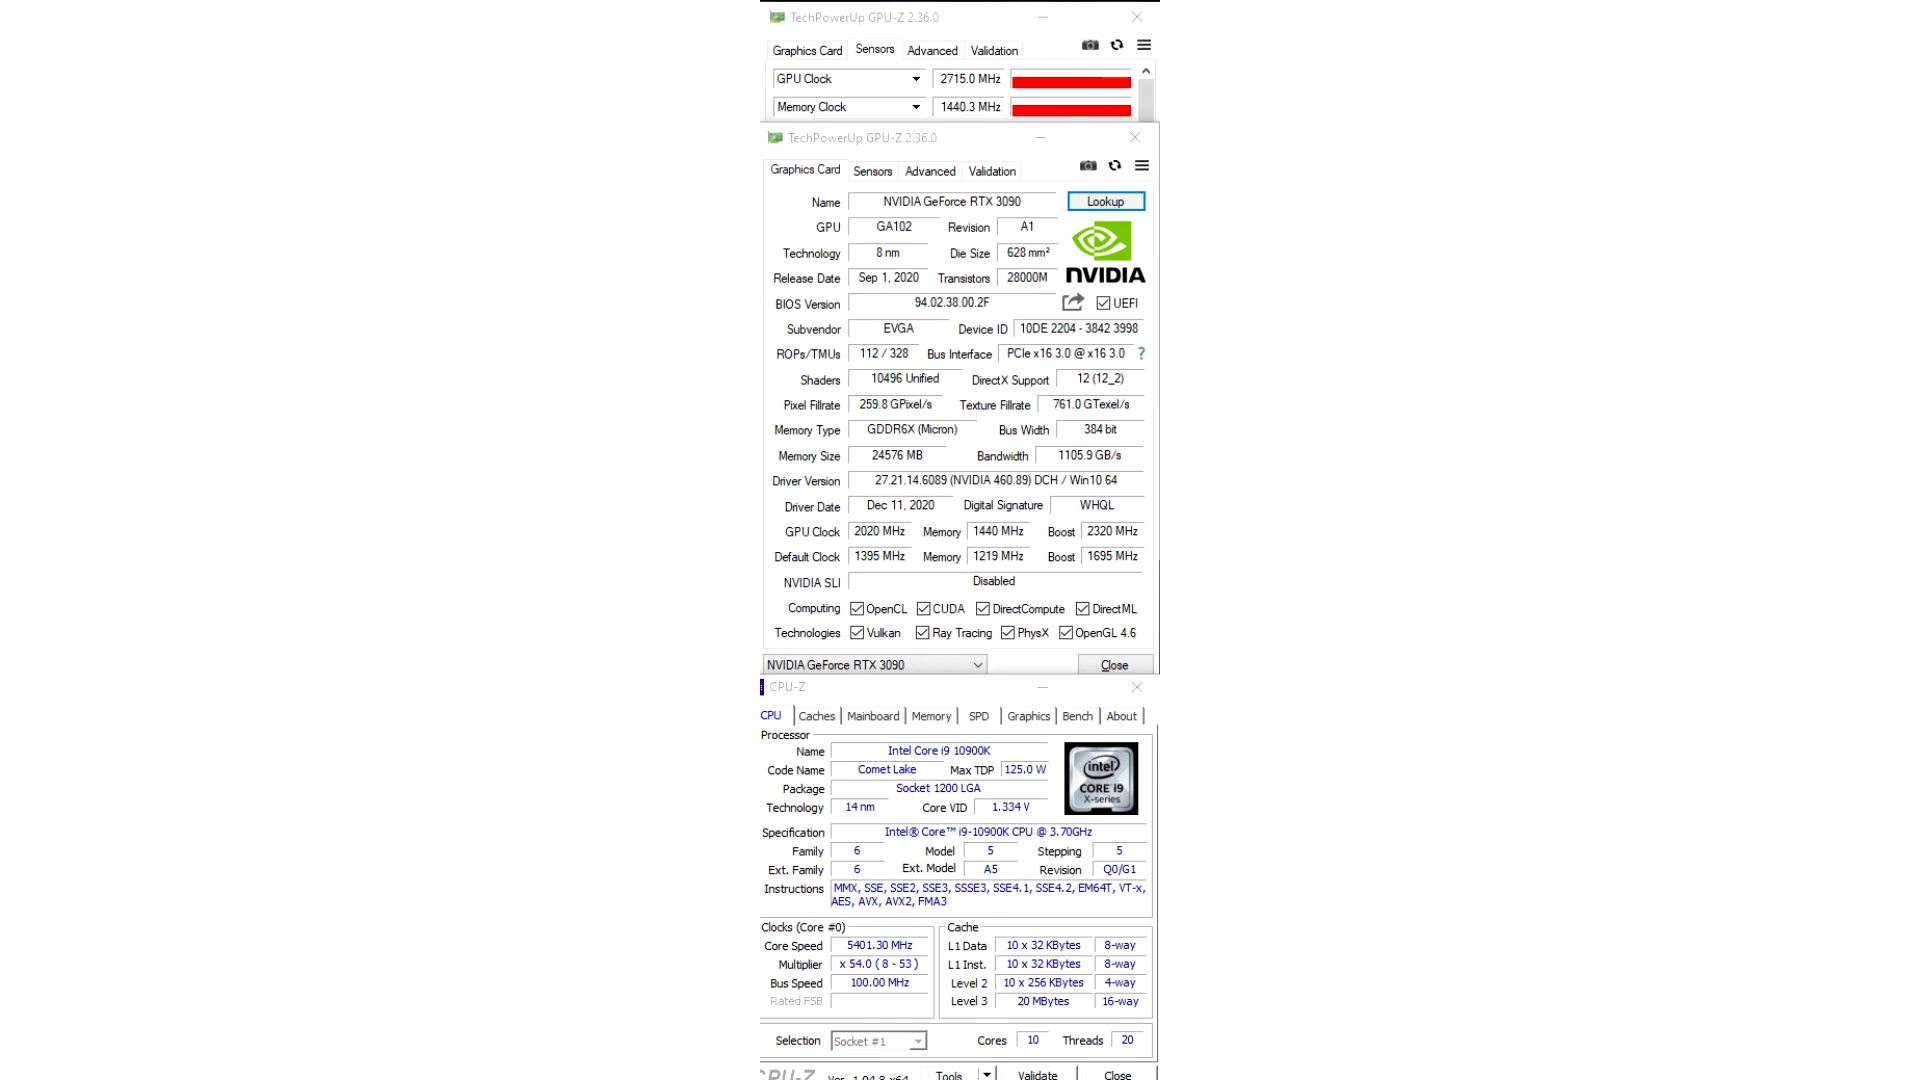 TechPowerUp GPU-Z 2.36.0
Graphics Card Sensors Advanced Validation
GPU Clock 2715.0 MHz
Memory Clock 1440.3 MHz
TechPowerUp GPU-Z 2.36.0
Graphics Card Sensors Advanced Validation
Name NVIDIA GeForce RTX 3090 Lookup
GPU GA102 Revision A1
Technology 8 nm Die Size 628 mm²
NVIDIA
Release Date Sep 1, 2020 Transistors 28000M
BIOS Version 94.02.38.00.2F UEFI
Subvendor EVGA Device ID 10DE 2204 - 3842 3998
ROPs/TMUs 112 / 328 Bus Interface PCIe x16 3.0 @ x16 3.0 ?
Shaders 10496 Unified DirectX Support 12 (12_2)
Pixel Fillrate 259.8 GPixel/s Texture Fillrate 761.0 GTexel/s
Memory Type GDDR6X (Micron) Bus Width 384 bit
Memory Size 24576 MB Bandwidth 1105.9 GB/s
Driver Version 27.21.14.6089 (NVIDIA 460.89) DCH / Win10 64
Driver Date Dec 11, 2020 Digital Signature WHQL
GPU Clock 2020 MHz Memory 1440 MHz Boost 2320 MHz
Default Clock 1395 MHz Memory 1219 MHz Boost 1695 MHz
NVIDIA SLI Disabled
Computing OpenCL CUDA DirectCompute DirectML
Technologies Vulkan Ray Tracing PhysX OpenGL 4.6
NVIDIA GeForce RTX 3090 Close
CPU-Z
CPU Caches Mainboard Memory SPD Graphics Bench About
Processor
Name Intel Core i9 10900K
Code Name Comet Lake Max TDP 125.0 W
Package Socket 1200 LGA
Technology 14 nm Core VID 1.334 V
intel
CORE i9
X-series
Specification Intel® Core™ i9-10900K CPU @ 3.70GHz
Family 6 Model 5 Stepping 5
Ext. Family 6 Ext. Model A5 Revision Q0/G1
Instructions MMX, SSE, SSE2, SSE3, SSSE3, SSE4.1, SSE4.2, EM64T, VT-x,
AES, AVX, AVX2, FMA3
Clocks (Core #0) Cache
Core Speed 5401.30 MHz L1 Data 10 x 32 KBytes 8-way
Multiplier x 54.0 ( 8 - 53 ) L1 Inst. 10 x 32 KBytes 8-way
Bus Speed 100.00 MHz Level 2 10 x 256 KBytes 4-way
Rated FSB Level 3 20 MBytes 16-way
Selection Socket #1 Cores 10 Threads 20
CPU-Z Ver. 1.94.8.x64 Tools Validate Close